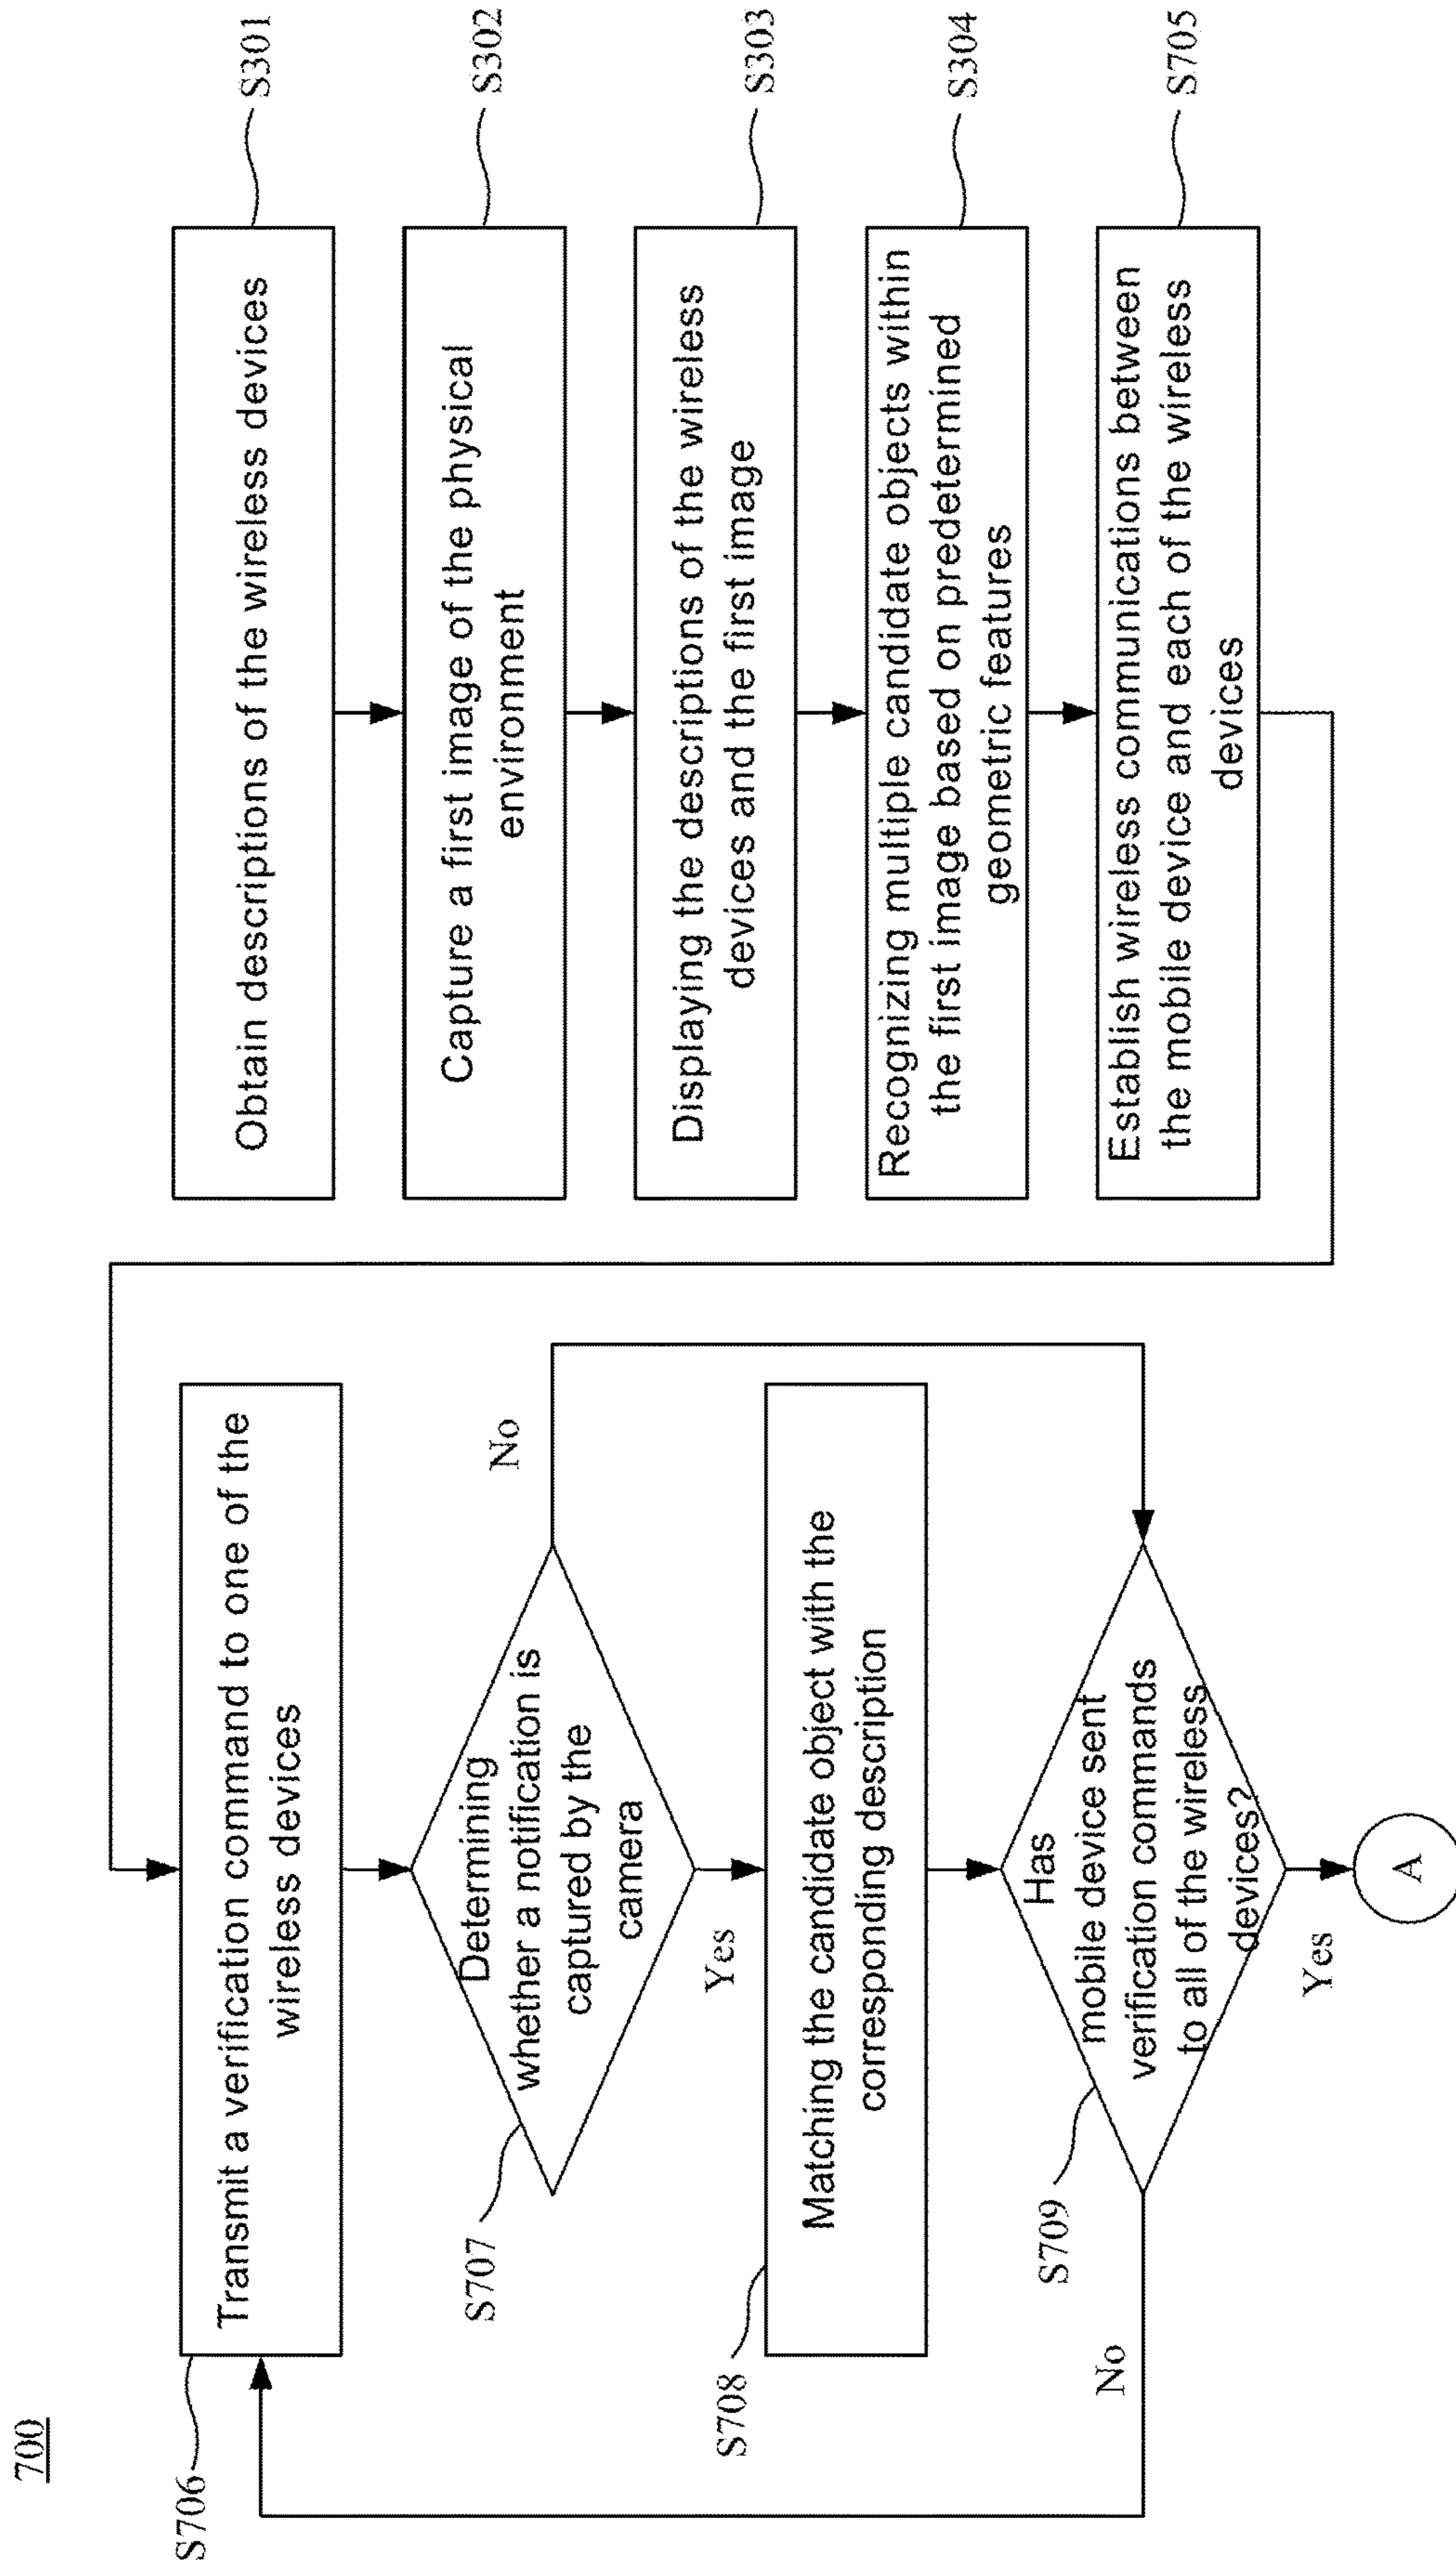 700
Obtain descriptions of the wireless devices
S301
Capture a first image of the physical
environment
S302
Displaying the descriptions of the wireless
devices and the first image
S303
Recognizing multiple candidate objects within
the first image based on predetermined
geometric features
S304
Establish wireless communications between
the mobile device and each of the wireless
devices
S705
S706
Transmit a verification command to one of the
wireless devices
S707
Determining
whether a notification is
captured by the
camera
No
Yes
S708
Matching the candidate object with the
corresponding description
S709
Has
mobile device sent
verification commands
to all of the wireless
devices?
No
Yes
A